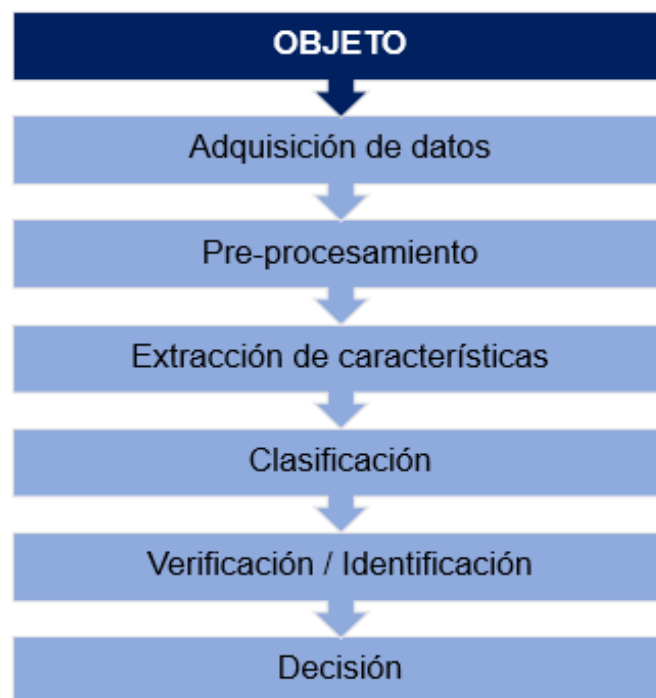 OBJETO
Adquisición de datos
Pre-procesamiento
Extracción de características
Clasificación
Verificación / Identificación
Decisión